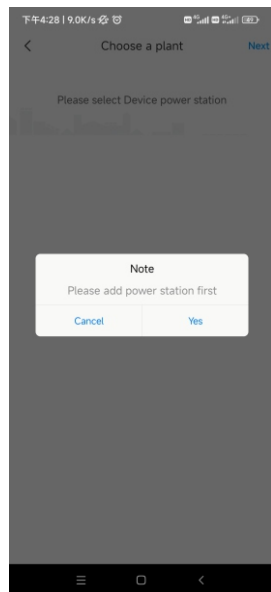 下午4:28 | 9.0K/s
Choose a plant
Next
Please select Device power station
Note
Please add power station first
Cancel
Yes